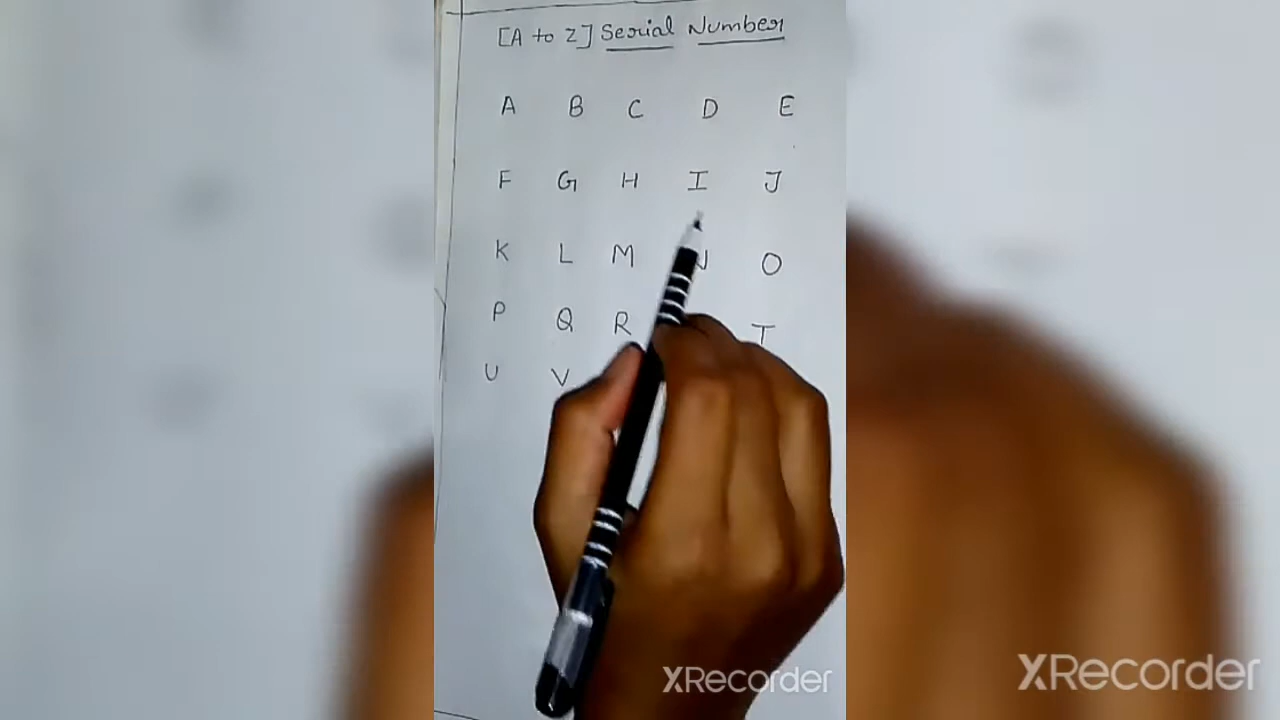 [A to Z] Serial Number
A B C D E
F G H I J
K L M N O
P Q R T
U V
XRecorder
XRecorder